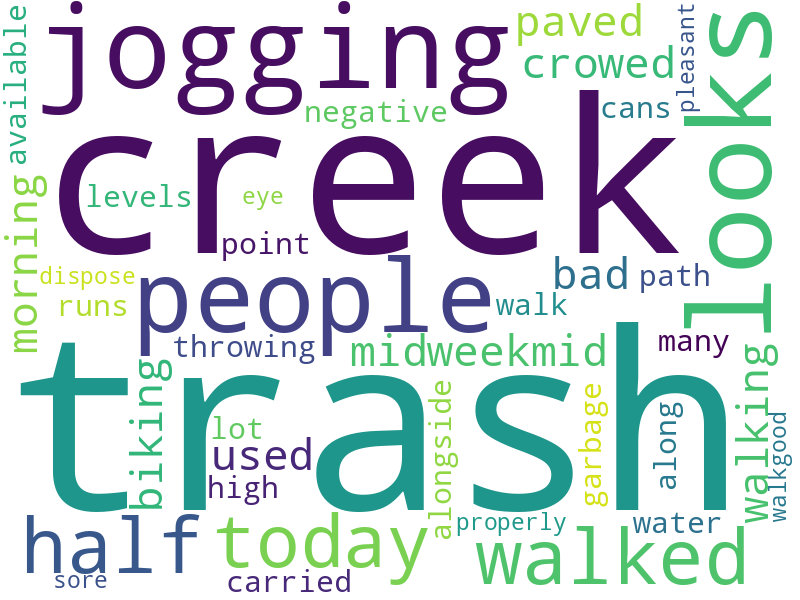 jogging
paved
crowed
looks
pleasant
available
negative
cans
creek
levels
eye
point
morning
people
bad
path
dispose
runs
walk
throwing
midweekmid
many
trash
biking
lot
used
high
alongside
garbage
along
walking
walkgood
half
today
properly
water
walked
sore
carried